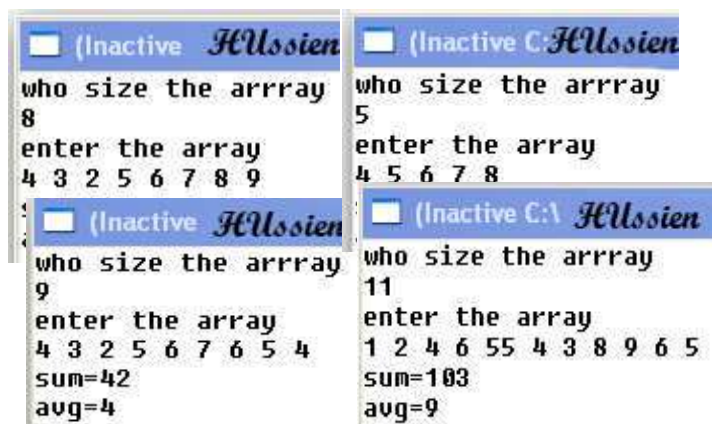 (Inactive HUssien
who size the arrray
8
enter the array
4 3 2 5 6 7 8 9
(Inactive C: HUssien
who size the arrray
5
enter the array
4 5 6 7 8
(Inactive HUssien
who size the arrray
9
enter the array
4 3 2 5 6 7 6 5 4
sum=42
avg=4
(Inactive C:\ HUssien
who size the arrray
11
enter the array
1 2 4 6 55 4 3 8 9 6 5
sum=103
avg=9